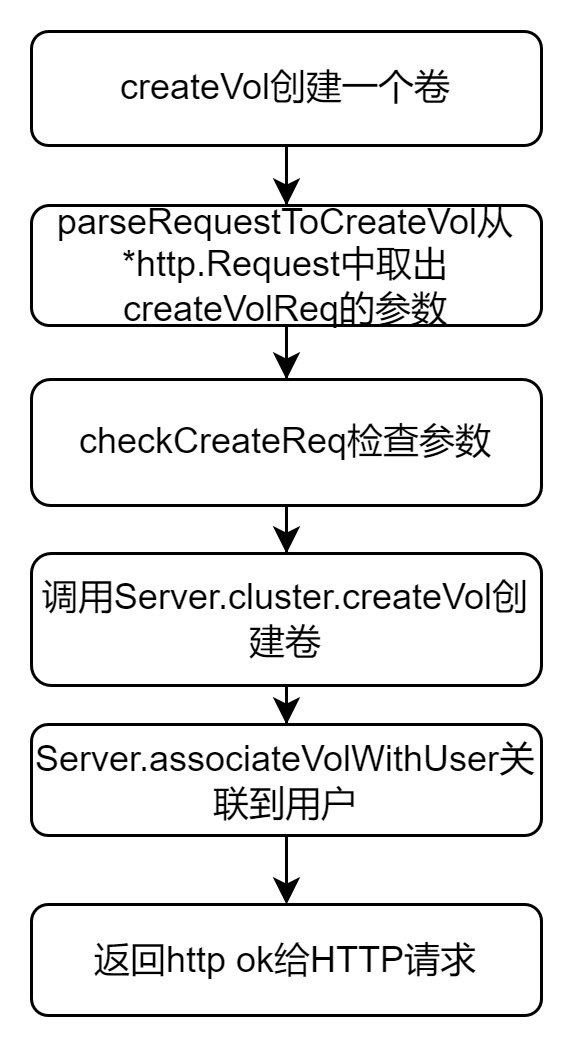 createVol创建一个卷
parseRequestToCreateVol从
*http.Request中取出
createVolReq的参数
checkCreateReq检查参数
调用Server.cluster.createVol创
建卷
Server.associateVolWithUser关
联到用户
返回http ok给HTTP请求